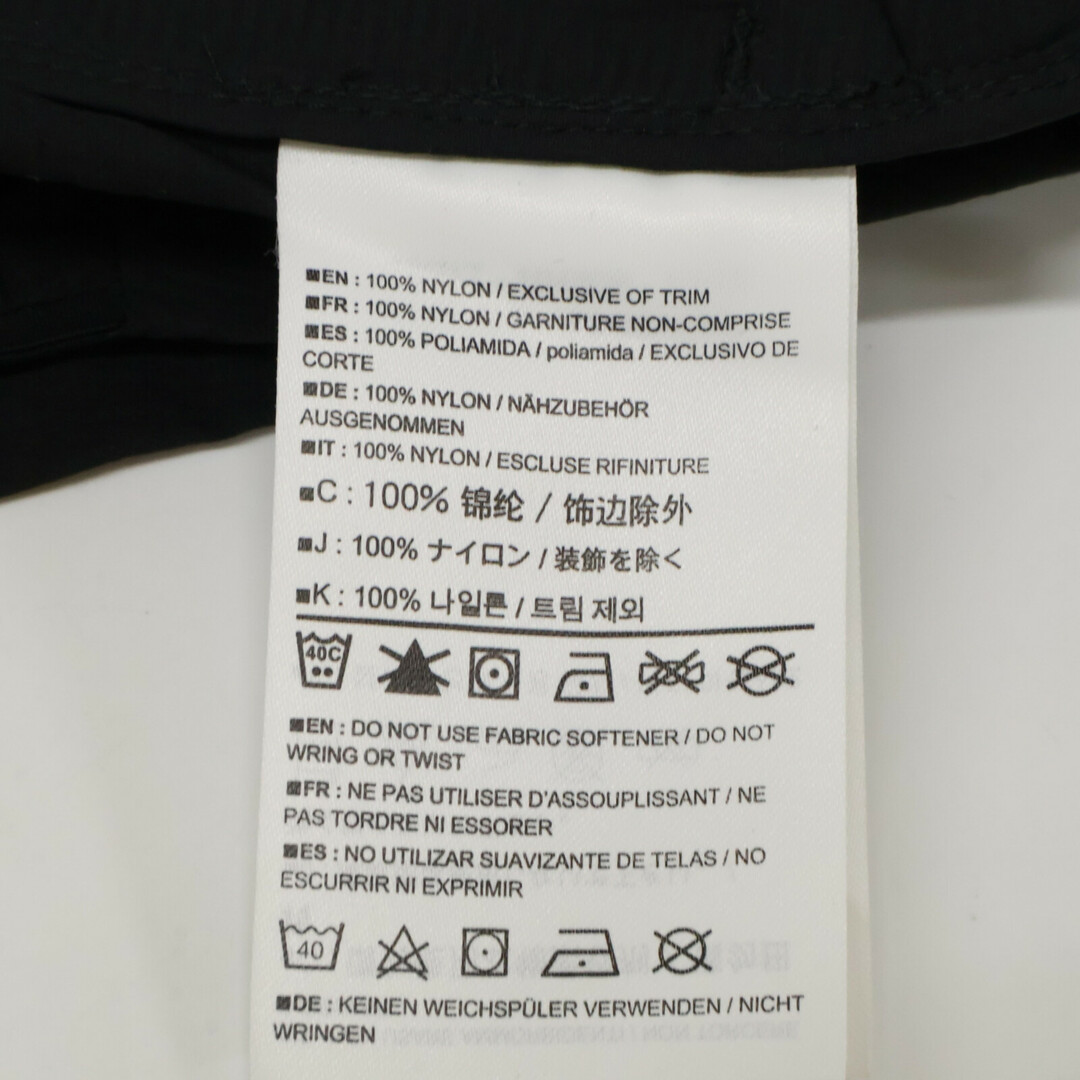 EN : 100% NYLON / EXCLUSIVE OF TRIM
FR : 100% NYLON / GARNITURE NON-COMPRISE
ES : 100% POLIAMIDA / poliamida / EXCLUSIVO DE
CORTE
DE : 100% NYLON / NÄHZUBEHÖR
AUSGENOMMEN
IT : 100% NYLON / ESCLUSE RIFINITURE
C : 100% 锦纶 / 饰边除外
J : 100% ナイロン / 装飾を除く
K : 100% 나일론 / 트림 제외
40C
EN : DO NOT USE FABRIC SOFTENER / DO NOT
WRING OR TWIST
FR : NE PAS UTILISER D'ASSOUPLISSANT / NE
PAS TORDRE NI ESSORER
ES : NO UTILIZAR SUAVIZANTE DE TELAS / NO
ESCURRIR NI EXPRIMIR
40
DE : KEINEN WEICHSPÜLER VERWENDEN / NICHT
WRINGEN